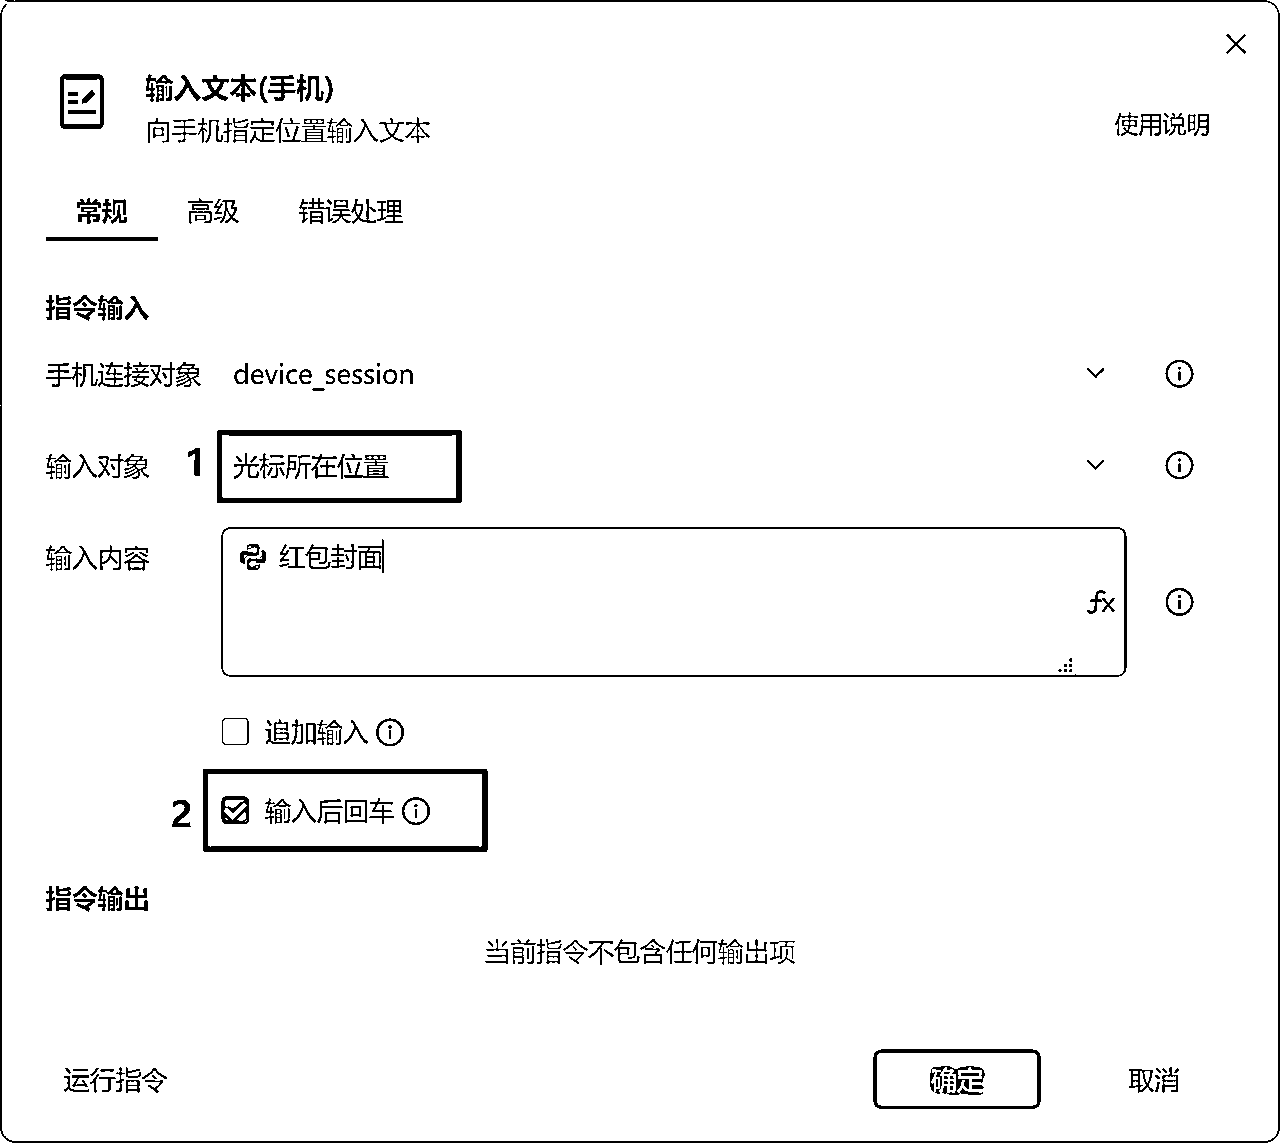 输入文本(手机)
向手机指定位置输入文本
使用说明
常规 高级 错误处理
指令输入
手机连接对象 device_session
输入对象 1 光标所在位置
输入内容 红包封面
fx
追加输入
2 输入后回车
指令输出
当前指令不包含任何输出项
运行指令 确定 取消